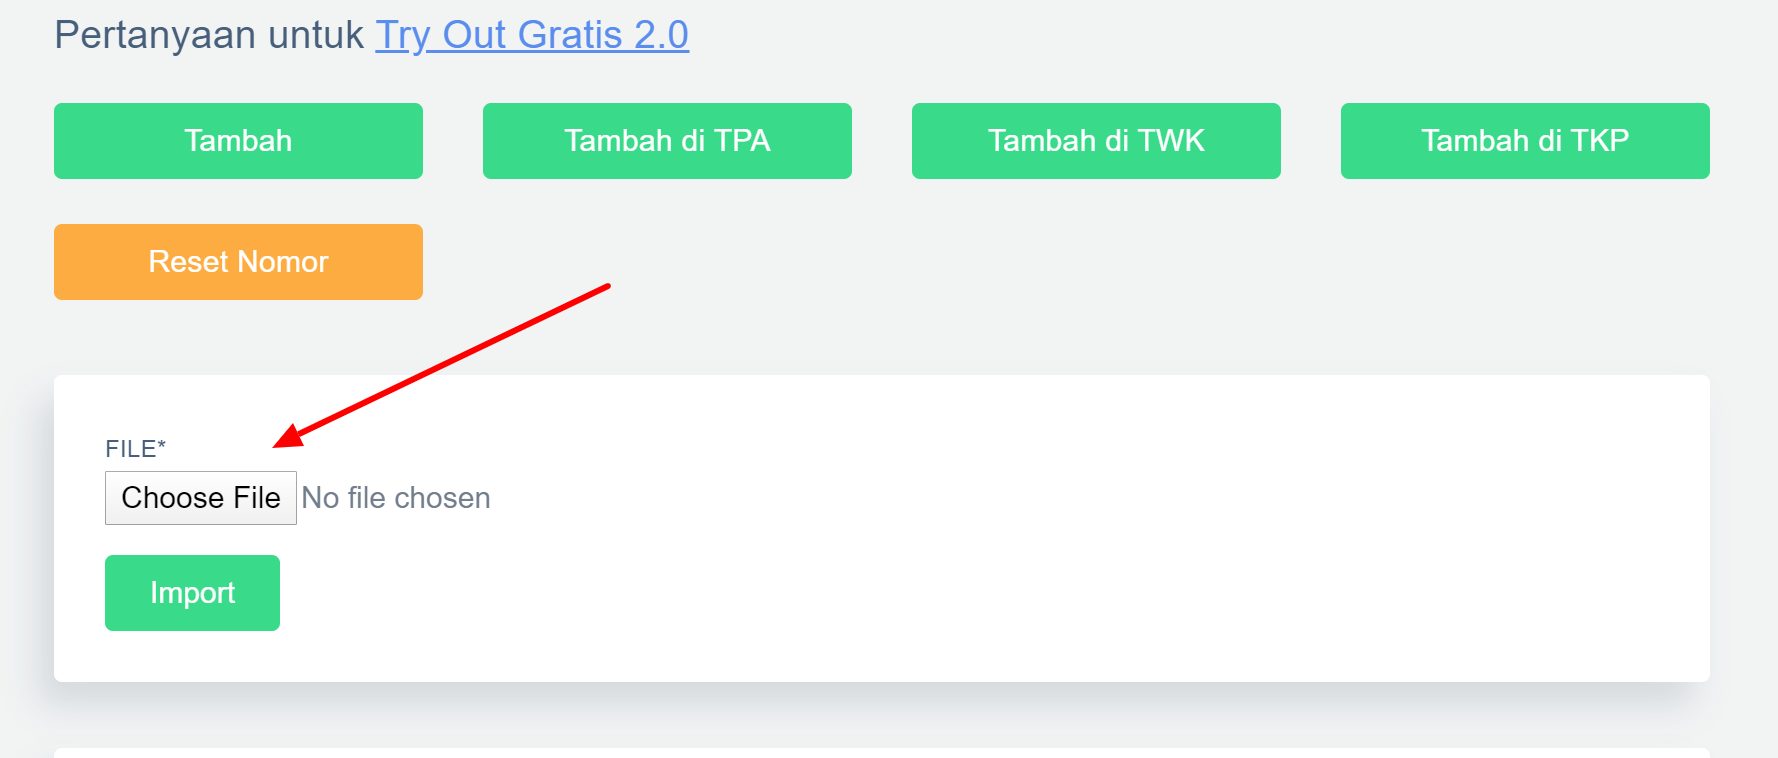 Pertanyaan untuk Try Out Gratis 2.0
Tambah
Tambah di TPA
Tambah di TWK
Tambah di TKP
Reset Nomor
FILE*
Choose File No file chosen
Import